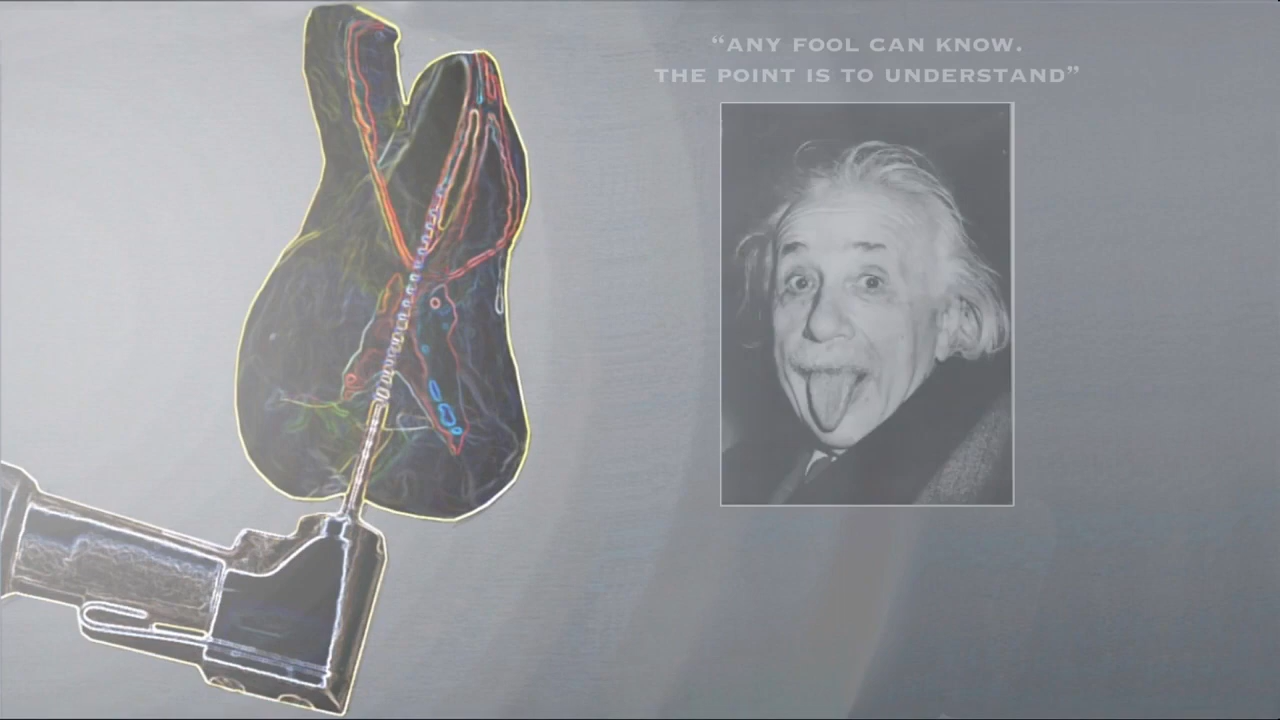 “ANY FOOL CAN KNOW.
THE POINT IS TO UNDERSTAND”